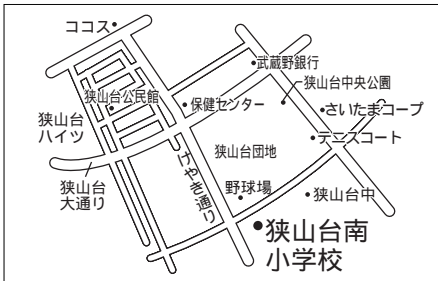 ココス
武蔵野銀行
狭山台中央公園
狭山台公民館
保健センター
さいたまコープ
狭山台
ハイツ
テニスコート
狭山台団地
けやき通り
狭山台
大通り
野球場
狭山台中
狭山台南
小学校